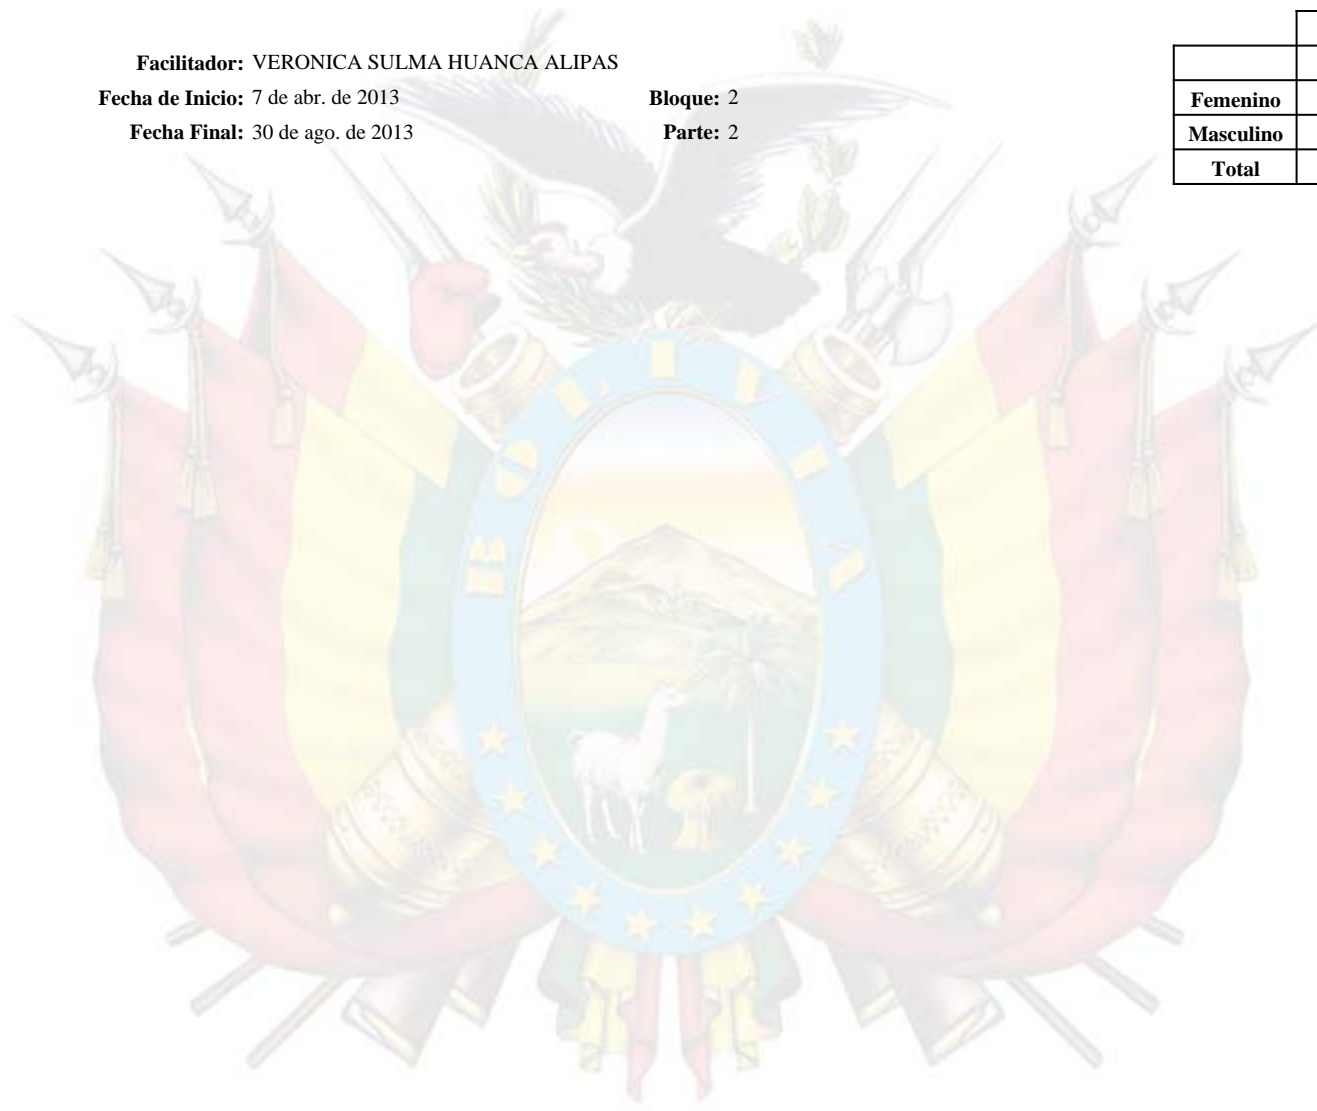 Facilitador: VERONICA SULMA HUANCA ALIPAS
Fecha de Inicio: 7 de abr. de 2013 Bloque: 2
Fecha Final: 30 de ago. de 2013 Parte: 2
Femenino
Masculino
Total
BOLIVIA